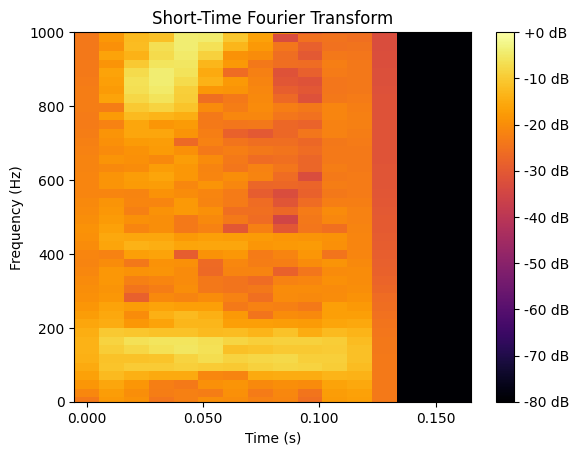 Short-Time Fourier Transform
Frequency (Hz)
1000
800
600
400
200
0
0.000
0.050
0.100
0.150
Time (s)
+0 dB
-10 dB
-20 dB
-30 dB
-40 dB
-50 dB
-60 dB
-70 dB
-80 dB